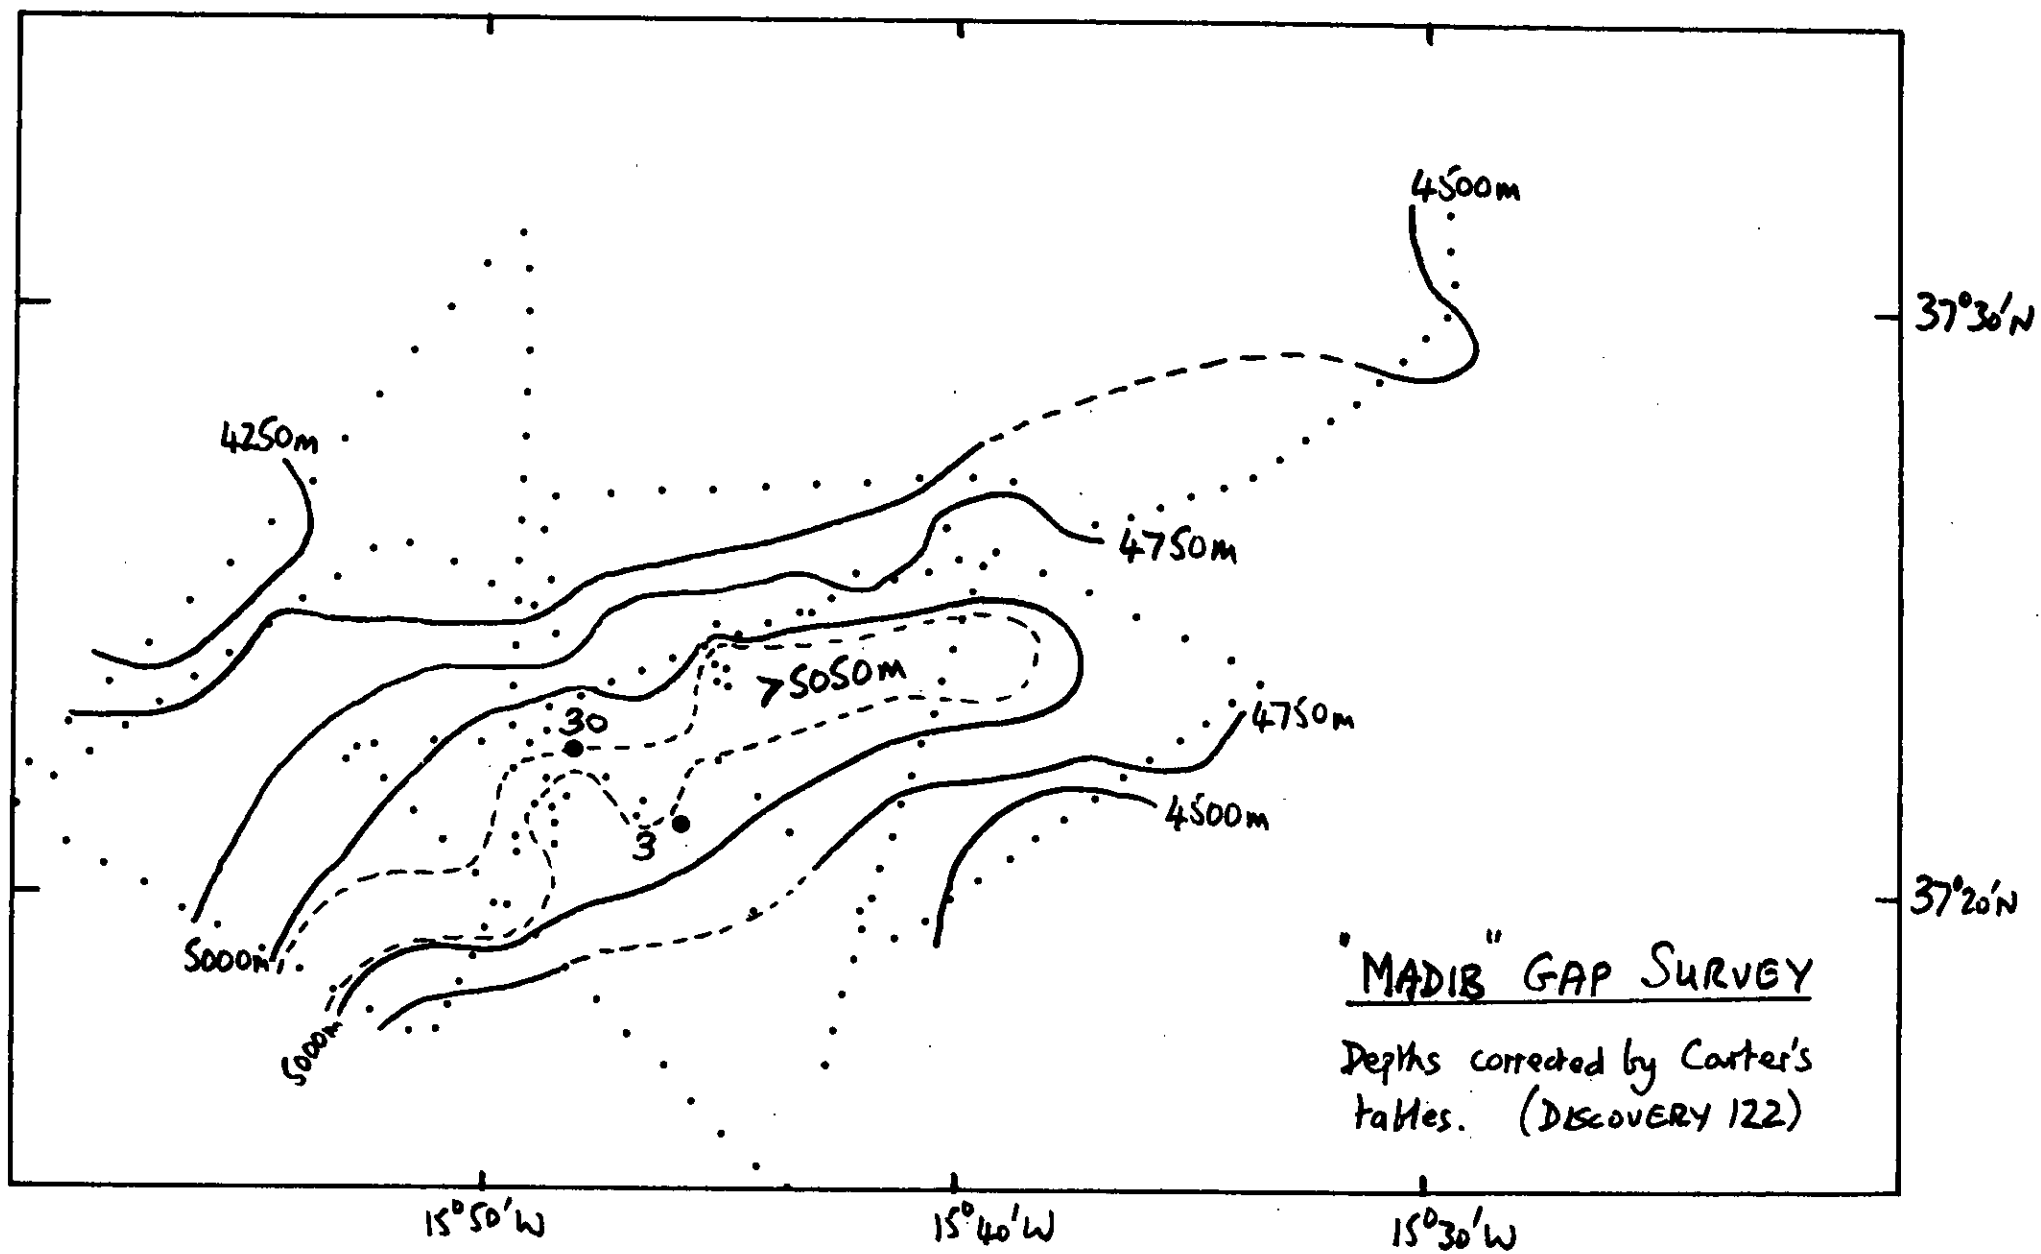 4500m
37°30'N
4250m
4750m
>5050m
30
4750m
3
4500m
37°20'N
5000m
5000m
"MADIB" GAP SURVEY
Depths corrected by Carter's
tables. (DISCOVERY 122)
15°50'W
15°40'W
15°30'W